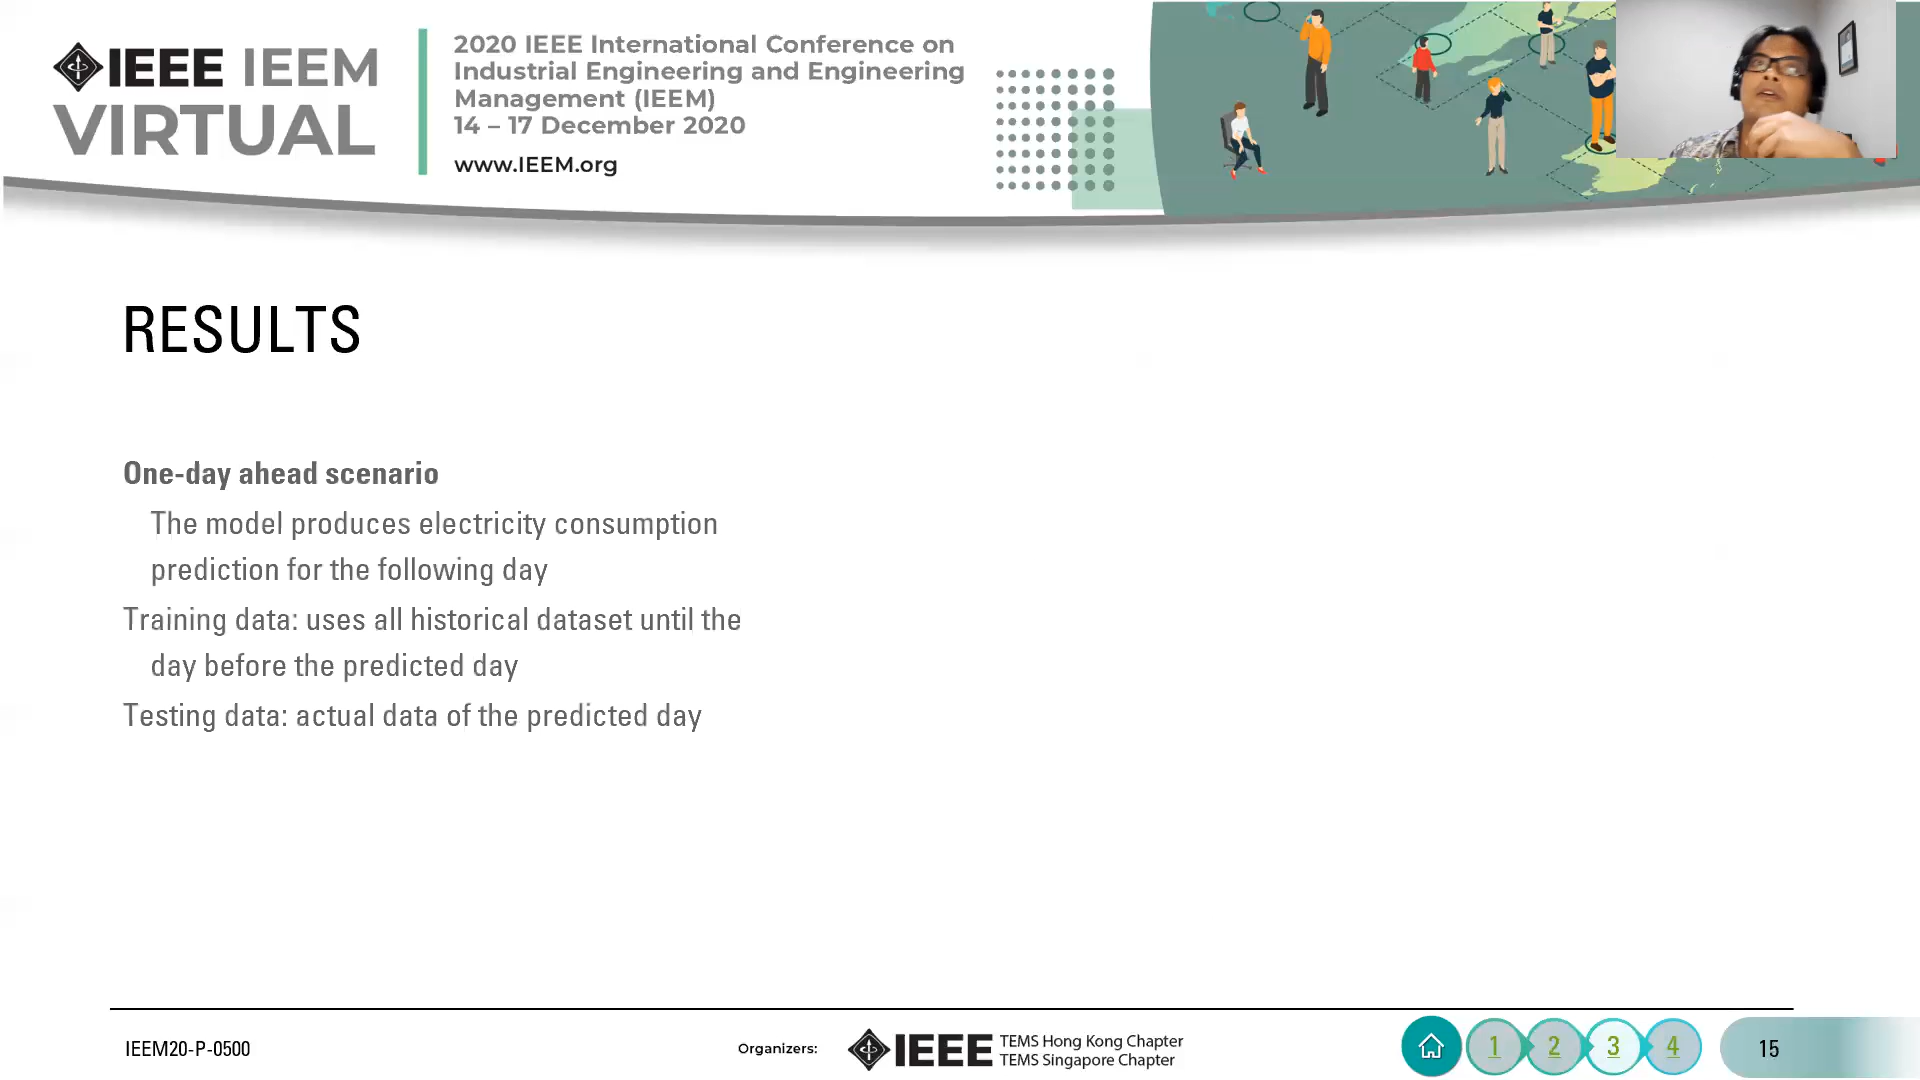 IEEE IEEM
VIRTUAL
2020 IEEE International Conference on
Industrial Engineering and Engineering
Management (IEEM)
14 – 17 December 2020
www.IEEM.org
RESULTS
One-day ahead scenario
The model produces electricity consumption
prediction for the following day
Training data: uses all historical dataset until the
day before the predicted day
Testing data: actual data of the predicted day
IEEM20-P-0500
Organizers:
IEEE
TEMS Hong Kong Chapter
TEMS Singapore Chapter
1 2 3 4
15